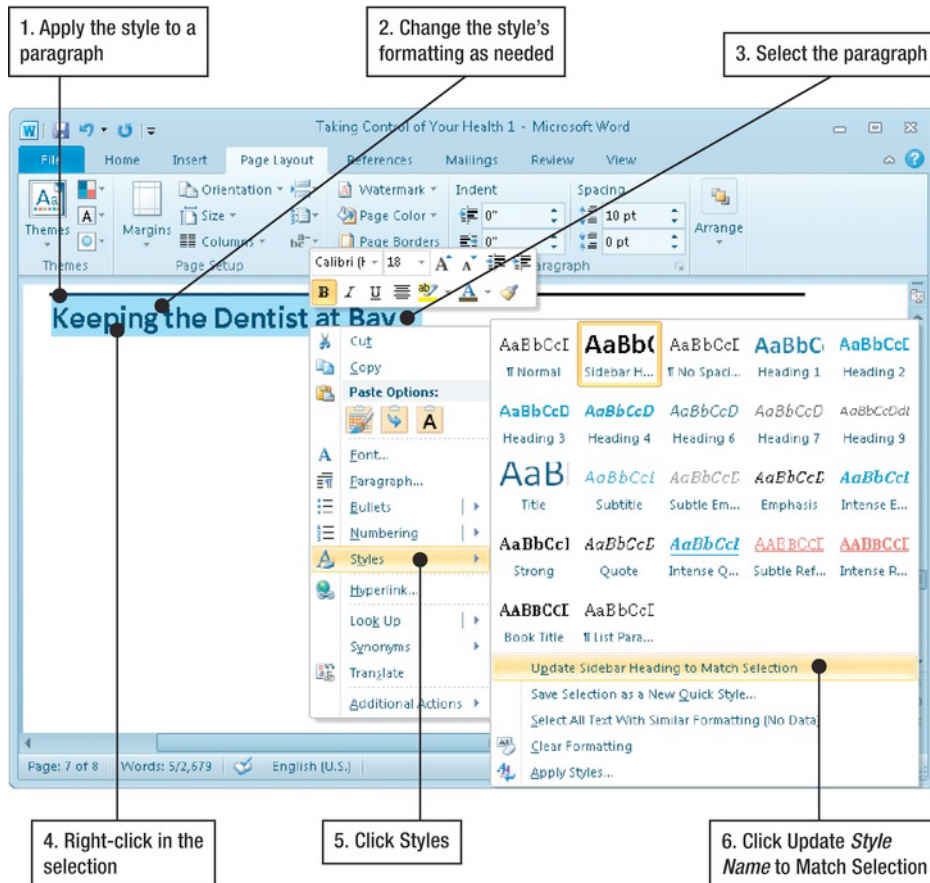 1. Apply the style to a
paragraph
2. Change the style's
formatting as needed
3. Select the paragraph
Taking Control of Your Health 1 - Microsoft Word
File Home Insert Page Layout References Mailings Review View
Themes
Margins
Orientation
Size
Columns
Watermark
Page Color
Page Borders
Indent
0"
0"
Spacing
10 pt
0 pt
Arrange
Themes
Page Setup
aragraph
Calibri (H 18 A A
B I U ab A
Keeping the Dentist at Bay
Cut
Copy
Paste Options:
A
Font...
Paragraph...
Bullets
Numbering
Styles
Hyperlink...
Look Up
Synonyms
Translate
Additional Actions
AaBbCcI AaBb( AaBbCcI AaBbC AaBbCcD
¶ Normal Sidebar H... ¶ No Spaci... Heading 1 Heading 2
AaBbCcD AaBbCcD AaBbCcD AaBbCcD AaBbCcDdE
Heading 3 Heading 4 Heading 6 Heading 7 Heading 9
AaB AaBbCcI AaBbCcD AaBbCcD AaBbCcI
Title Subtitle Subtle Em... Emphasis Intense E...
AaBbCcI AaBbCcD AaBbCcI AABBCCI AABBCCI
Strong Quote Intense Q... Subtle Ref... Intense R...
AABBCCI AaBbCcI
Book Title ¶ List Para...
Update Sidebar Heading to Match Selection
Save Selection as a New Quick Style...
Select All Text With Similar Formatting (No Data)
Clear Formatting
Apply Styles...
Page: 7 of 8 Words: 5/2,679 English (U.S.)
4. Right-click in the
selection
5. Click Styles
6. Click Update Style
Name to Match Selection